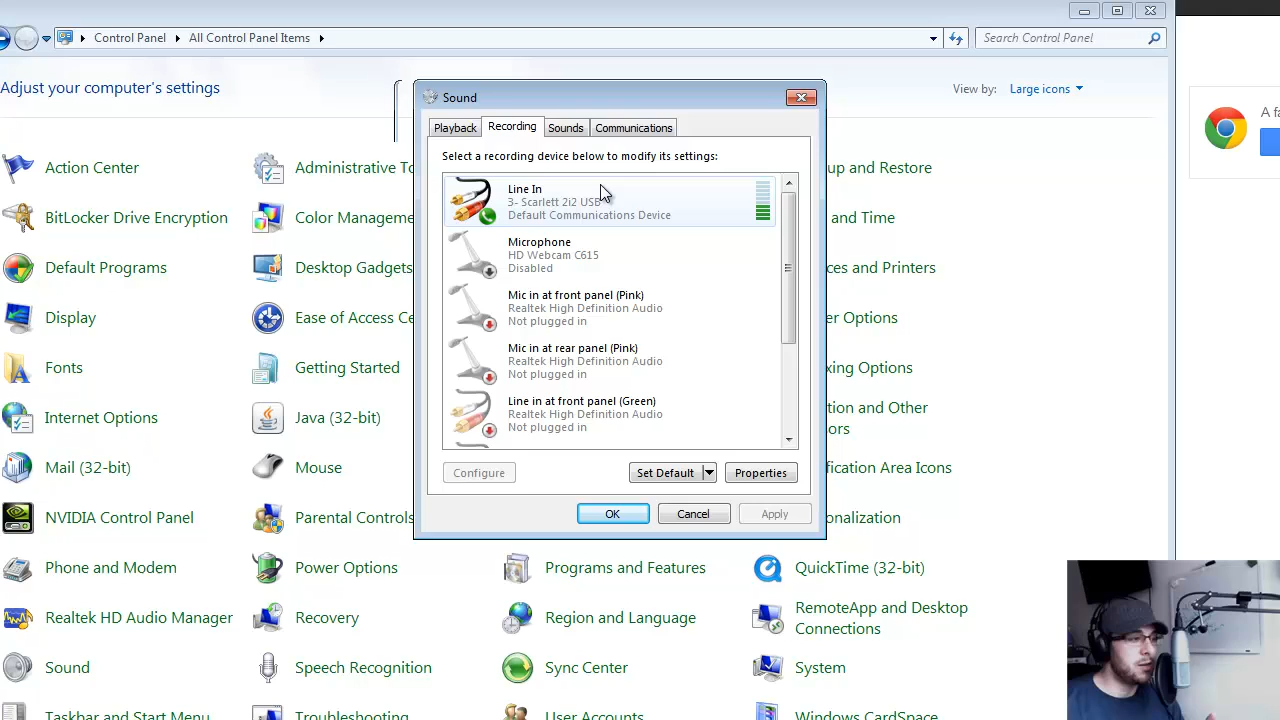 Control Panel
All Control Panel Items
Search Control Panel
Adjust your computer's settings
View by:
Large icons
A fa
Sound
Playback
Recording
Sounds
Communications
Select a recording device below to modify its settings:
Line In
3- Scarlett 2i2 USB
Default Communications Device
Microphone
HD Webcam C615
Disabled
Mic in at front panel (Pink)
Realtek High Definition Audio
Not plugged in
Mic in at rear panel (Pink)
Realtek High Definition Audio
Not plugged in
Line in at front panel (Green)
Realtek High Definition Audio
Not plugged in
Configure
Set Default
Properties
OK
Cancel
Apply
Action Center
Administrative To
up and Restore
BitLocker Drive Encryption
Color Manageme
and Time
Default Programs
Desktop Gadgets
ces and Printers
Display
Ease of Access Ce
er Options
Fonts
Getting Started
xing Options
Internet Options
Java (32-bit)
tion and Other
ors
Mail (32-bit)
Mouse
ification Area Icons
NVIDIA Control Panel
Parental Controls
onalization
Phone and Modem
Power Options
Programs and Features
QuickTime (32-bit)
Realtek HD Audio Manager
Recovery
Region and Language
RemoteApp and Desktop
Connections
Sound
Speech Recognition
Sync Center
System
Taskbar and Start Menu
Troubleshooting
User Accounts
Windows CardSpace